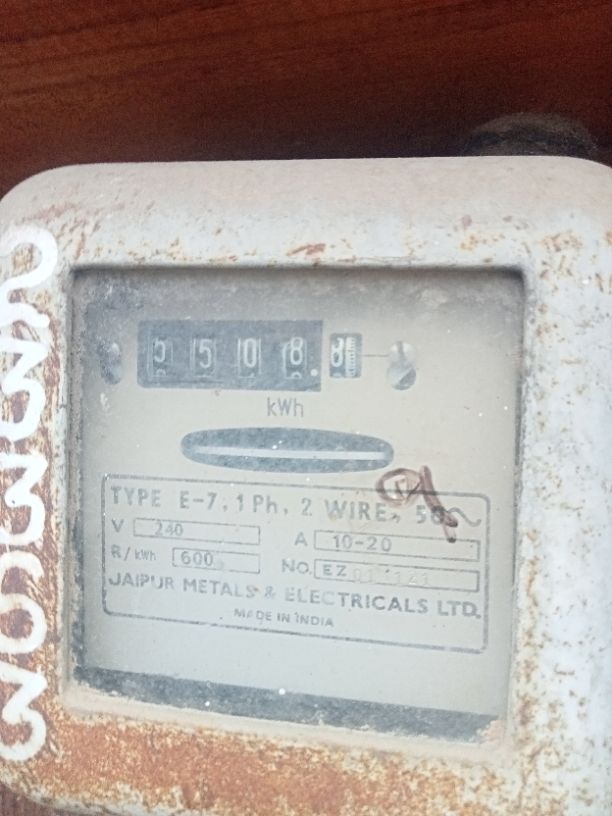 5 5 0 8 8
kWh
TYPE E-7, 1 Ph, 2 WIRE, 50~
V 240
A 10-20
R/kWh 600
NO. EZ
JAIPUR METALS & ELECTRICALS LTD.
MADE IN INDIA